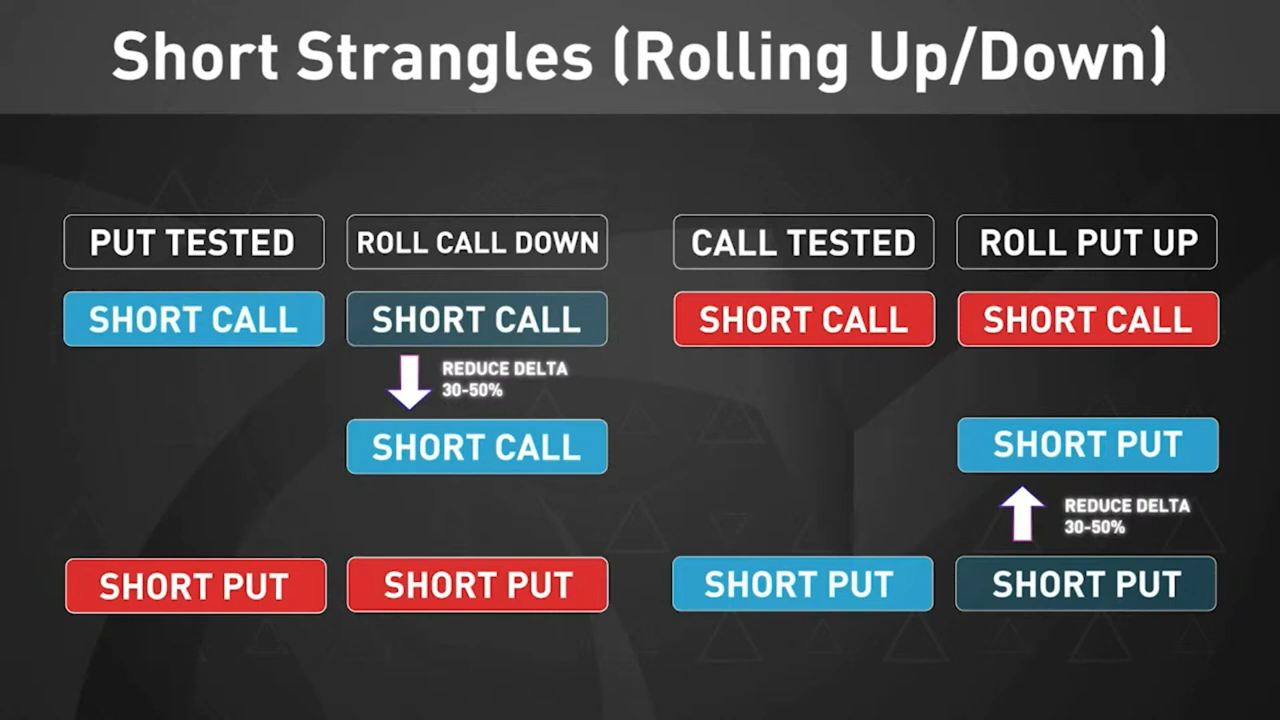 Short Strangles (Rolling Up/Down)
PUT TESTED
ROLL CALL DOWN
CALL TESTED
ROLL PUT UP
SHORT CALL
SHORT CALL
SHORT CALL
SHORT CALL
REDUCE DELTA
30-50%
SHORT CALL
SHORT PUT
REDUCE DELTA
30-50%
SHORT PUT
SHORT PUT
SHORT PUT
SHORT PUT